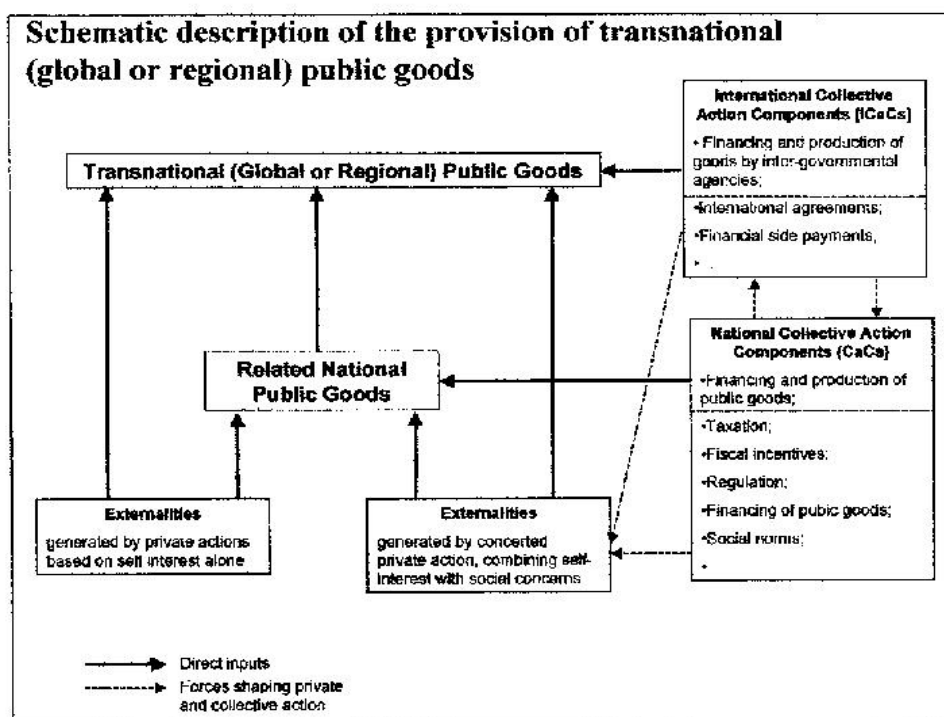 Schematic description of the provision of transnational
(global or regional) public goods
International Collective
Action Components [ICaCs]
• Financing and production of
goods by inter-governmental
agencies;
•International agreements;
•Financial side payments,
• .
Transnational (Global or Regional) Public Goods
National Collective Action
Components (CaCs)
•Financing and production of
public goods;
•Taxation;
•Fiscal incentives;
•Regulation;
•Financing of pubic goods;
•Social norms;
•
Related National
Public Goods
Externalities
generated by private actions
based on self interest alone
Externalities
generated by concerted
private action, combining self-
interest with social concerns
Direct inputs
Forces shaping private
and collective action